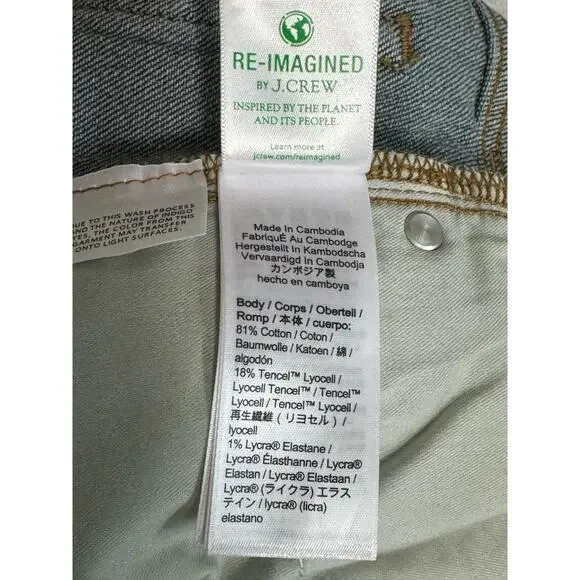 RE-IMAGINED
BY J.CREW
INSPIRED BY THE PLANET
AND ITS PEOPLE.
Learn more at
jcrew.com/reimagined
DUE TO THIS WASH PROCESS
AND THE NATURE OF INDIGO
DYES, THE COLOR FROM THIS
GARMENT MAY TRANSFER
ONTO LIGHT SURFACES.
Made In Cambodia
FabriquÉ Au Cambodge
Hergestellt In Kambodscha
Vervaardigd In Cambodja
カンボジア製
hecho en camboya
Body / Corps / Oberteil /
Romp / 本体 / cuerpo:
81% Cotton / Coton /
Baumwolle / Katoen / 綿 /
algodón
18% Tencel™ Lyocell /
Lyocell Tencel™ / Tencel™
Lyocell / Tencel™ Lyocell /
再生繊維 (リヨセル) /
lyocell
1% Lycra® Elastane /
Lycra® Élasthanne / Lycra®
Elastan / Lycra® Elastaan /
Lycra® (ライクラ) エラス
テイン / lycra® (licra)
elastano